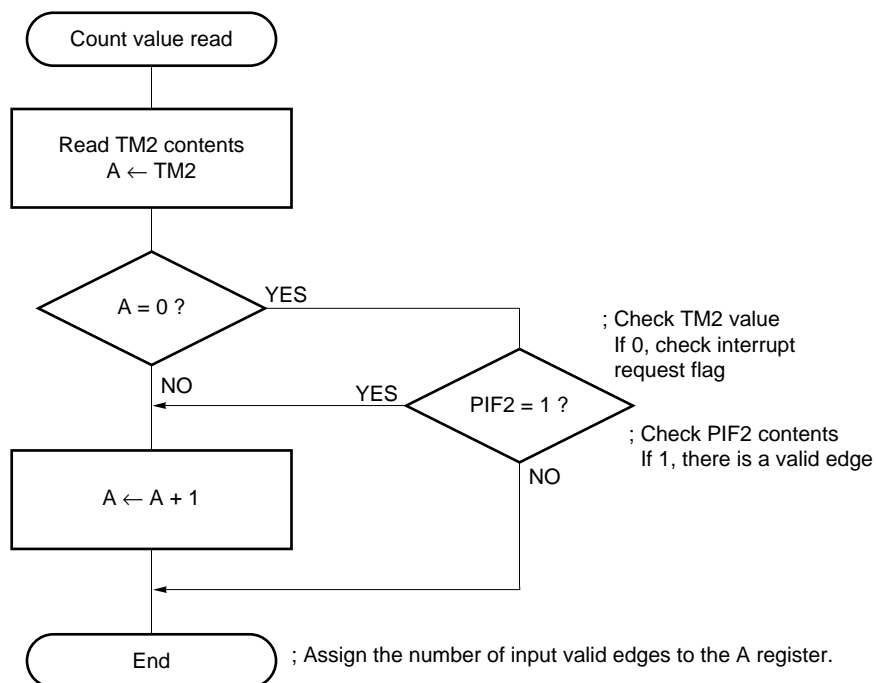 Count value read
Read TM2 contents
A ← TM2
A = 0 ?
YES
; Check TM2 value
If 0, check interrupt
request flag
NO
YES
PIF2 = 1 ?
; Check PIF2 contents
If 1, there is a valid edge
NO
A ← A + 1
End
; Assign the number of input valid edges to the A register.